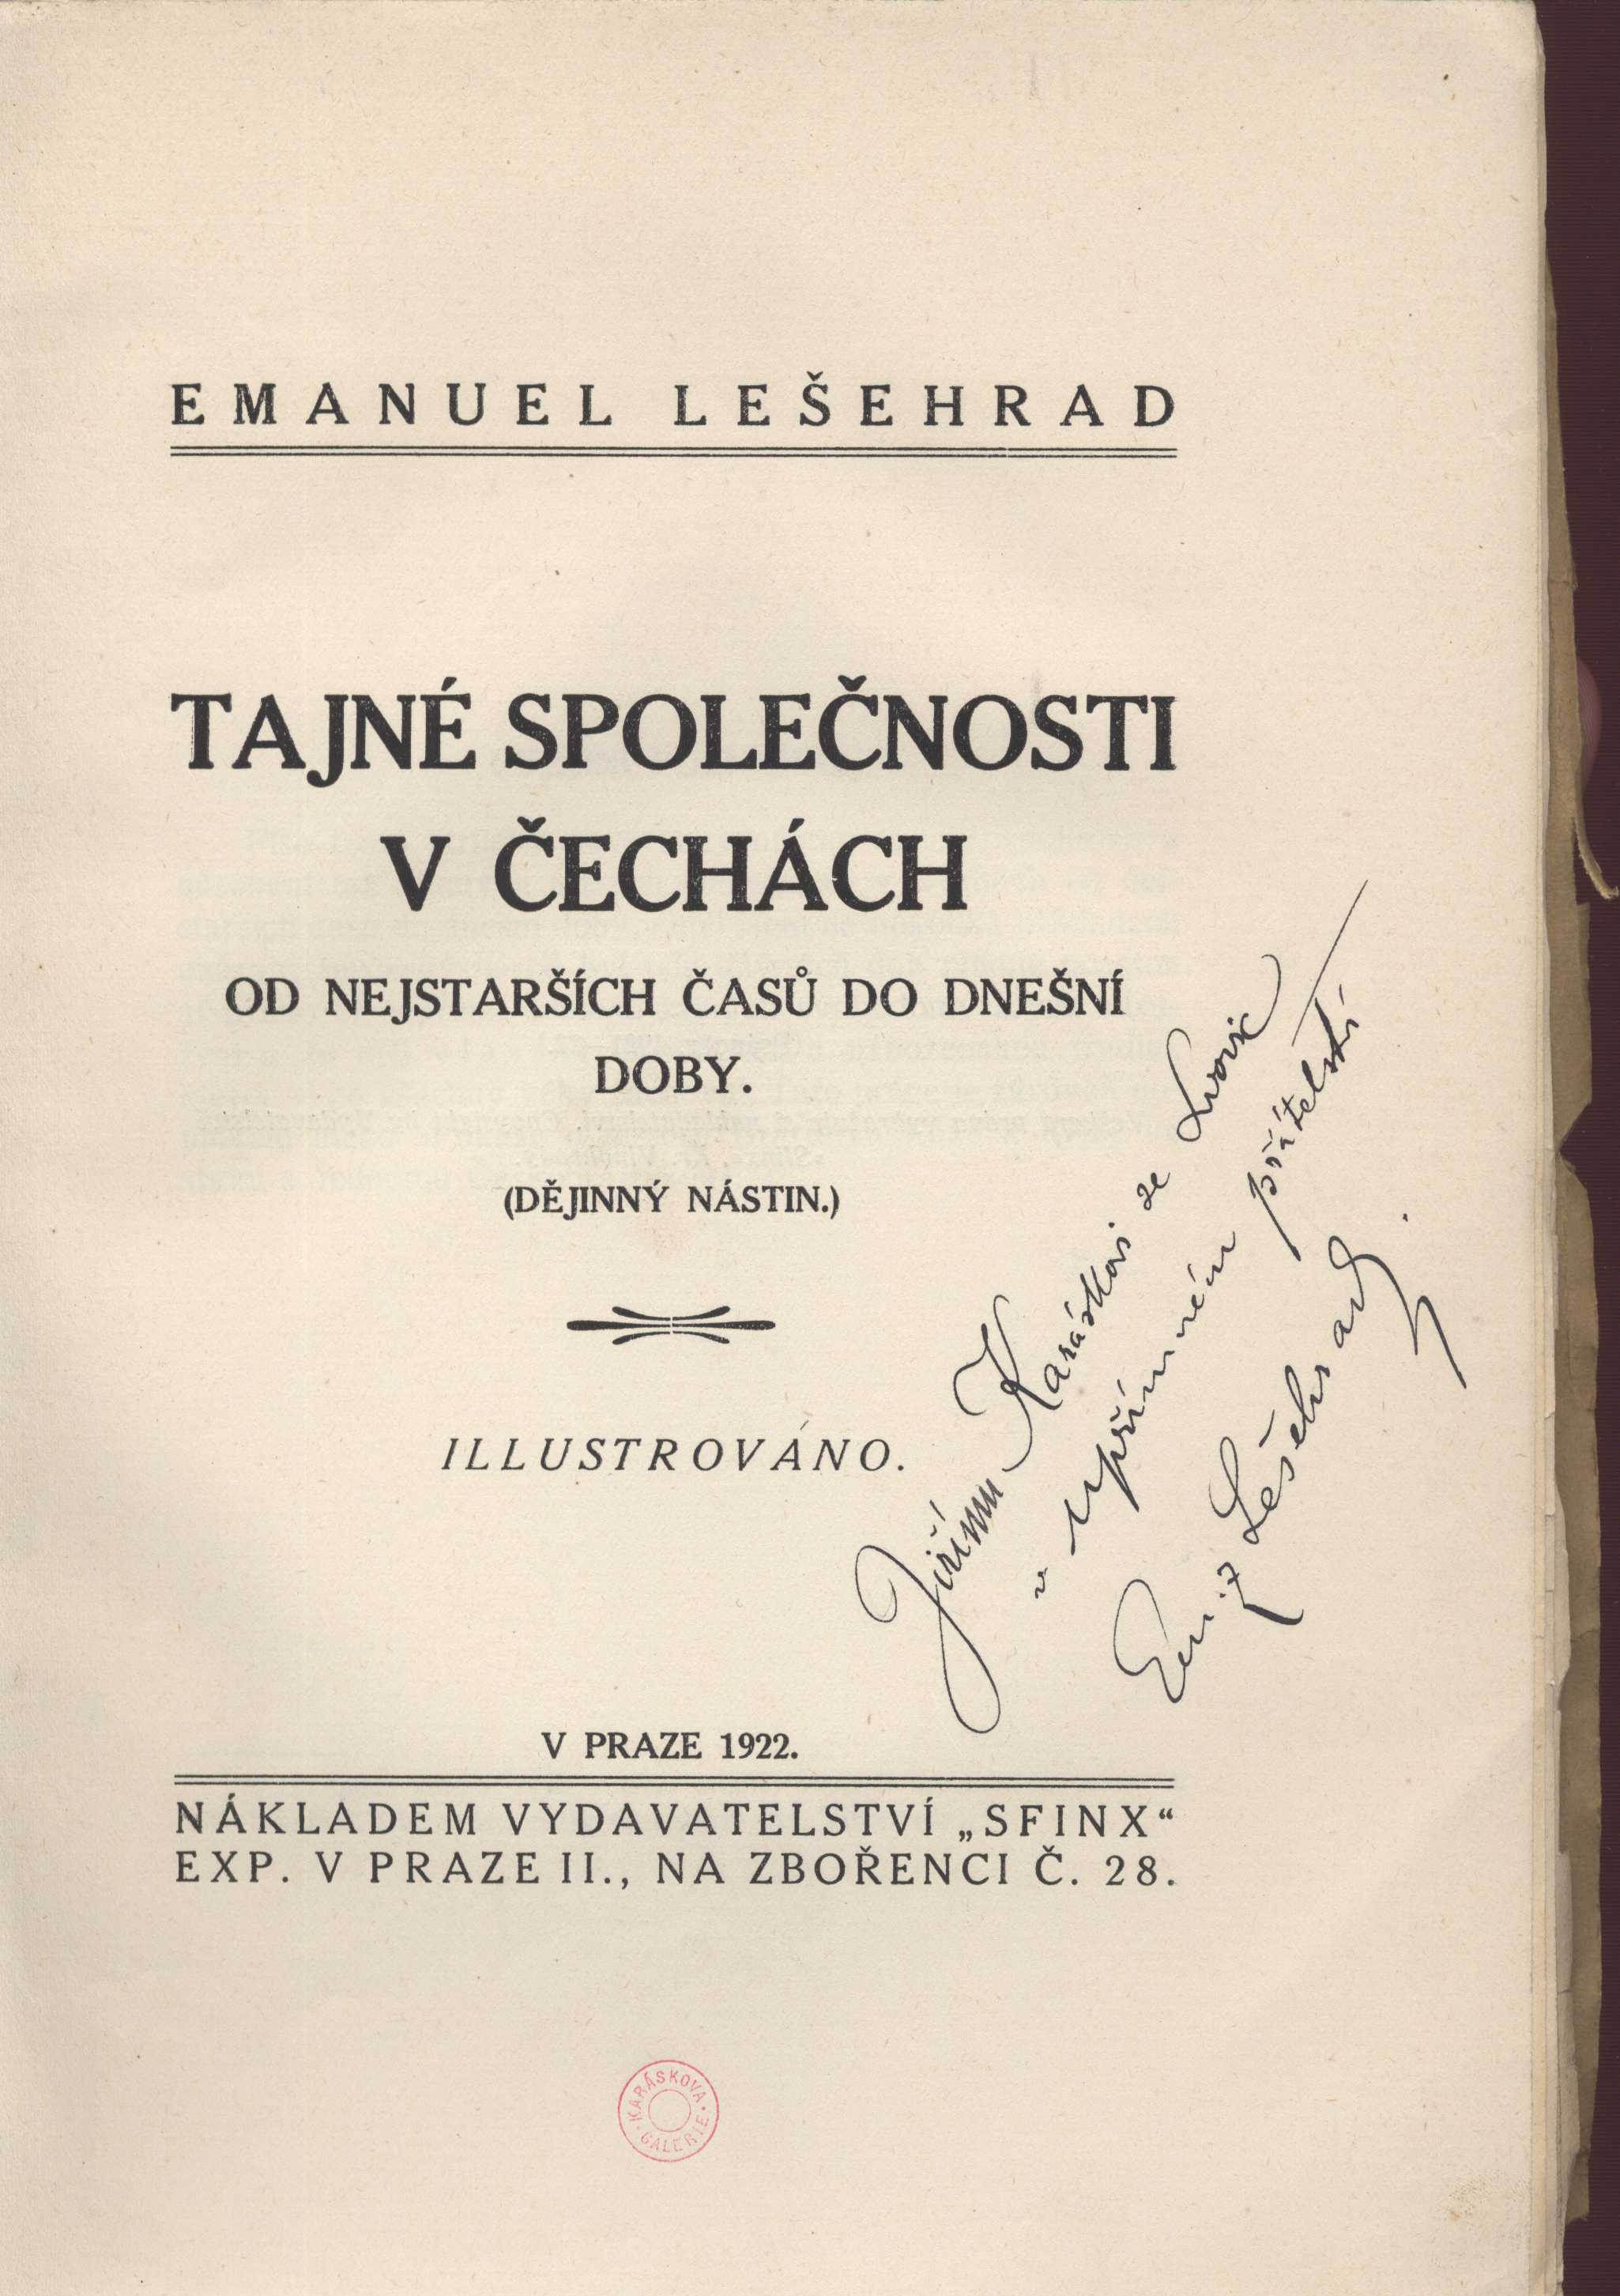 EMANUEL LEŠEHRAD
TAJNÉ SPOLEČNOSTI
V ČECHÁCH
OD NEJSTARŠÍCH ČASŮ DO DNEŠNÍ
DOBY.
(DĚJINNÝ NÁSTIN.)
ILLUSTROVÁNO.
Jiřímu Karáskovi ze Lvovic
v upřímném přátelství
Em. z Lešehradu.
V PRAZE 1922.
NÁKLADEM VYDAVATELSTVÍ „SFINX“
EXP. V PRAZE II., NA ZBOŘENCI Č. 28.
KARÁSKOVA
GALERIE